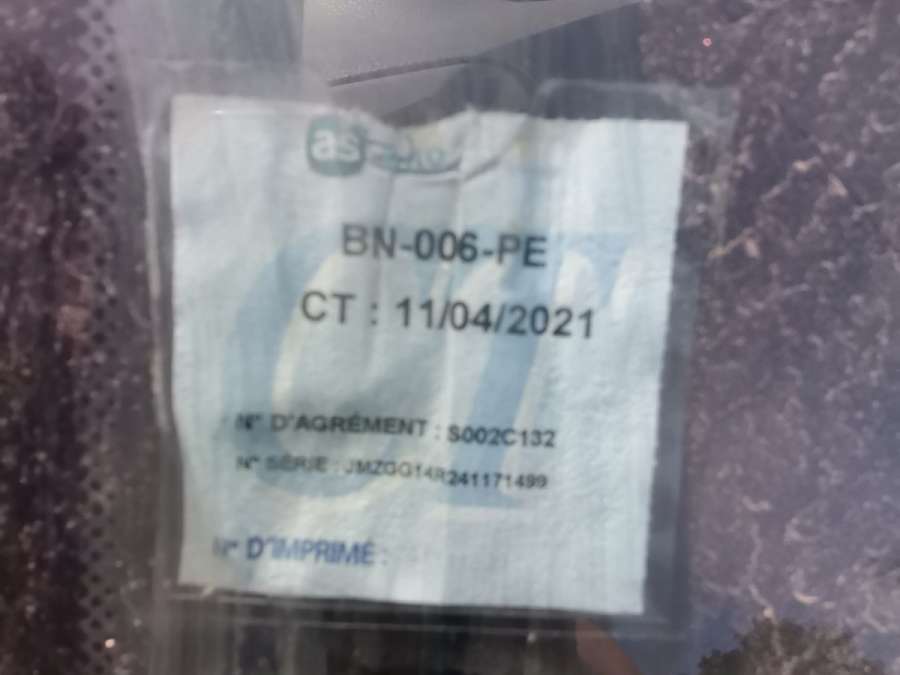 as
BN-006-PE
CT : 11/04/2021
N° D'AGRÉMENT : S002C132
N° SÉRIE : JMZGG14R241171499
N° D'IMPRIMÉ :